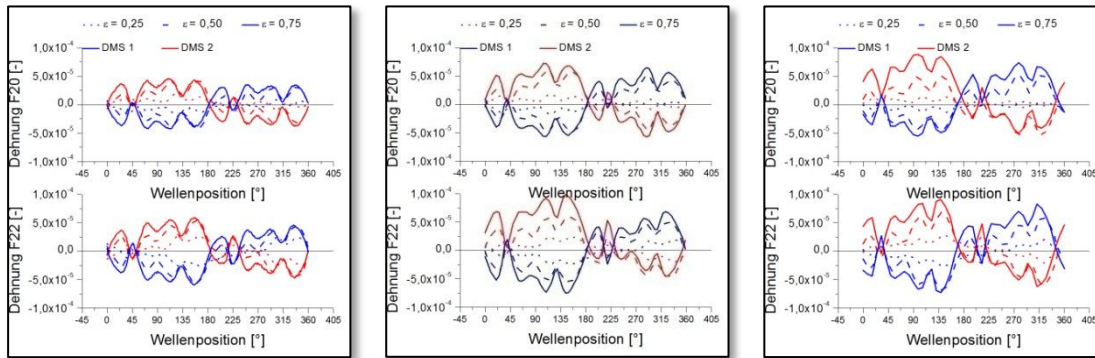 ε = 0,25 ε = 0,50 ε = 0,75
DMS 1 DMS 2
Dehnung F20 [-]
1,0x10⁻⁴
5,0x10⁻⁵
0,0
-5,0x10⁻⁵
-1,0x10⁻⁴
-45 0 45 90 135 180 225 270 315 360 405
Wellenposition [°]
Dehnung F22 [-]
1,0x10⁻⁴
5,0x10⁻⁵
0,0
-5,0x10⁻⁵
-1,0x10⁻⁴
-45 0 45 90 135 180 225 270 315 360 405
Wellenposition [°]
ε = 0,25 ε = 0,50 ε = 0,75
DMS 1 DMS 2
Dehnung F20 [-]
1,0x10⁻⁴
5,0x10⁻⁵
0,0
-5,0x10⁻⁵
-1,0x10⁻⁴
-45 0 45 90 135 180 225 270 315 360 405
Wellenposition [°]
Dehnung F22 [-]
1,0x10⁻⁴
5,0x10⁻⁵
0,0
-5,0x10⁻⁵
-1,0x10⁻⁴
-45 0 45 90 135 180 225 270 315 360 405
Wellenposition [°]
ε = 0,25 ε = 0,50 ε = 0,75
DMS 1 DMS 2
Dehnung F20 [-]
1,0x10⁻⁴
5,0x10⁻⁵
0,0
-5,0x10⁻⁵
-1,0x10⁻⁴
-45 0 45 90 135 180 225 270 315 360 405
Wellenposition [°]
Dehnung F22 [-]
1,0x10⁻⁴
5,0x10⁻⁵
0,0
-5,0x10⁻⁵
-1,0x10⁻⁴
-45 0 45 90 135 180 225 270 315 360 405
Wellenposition [°]